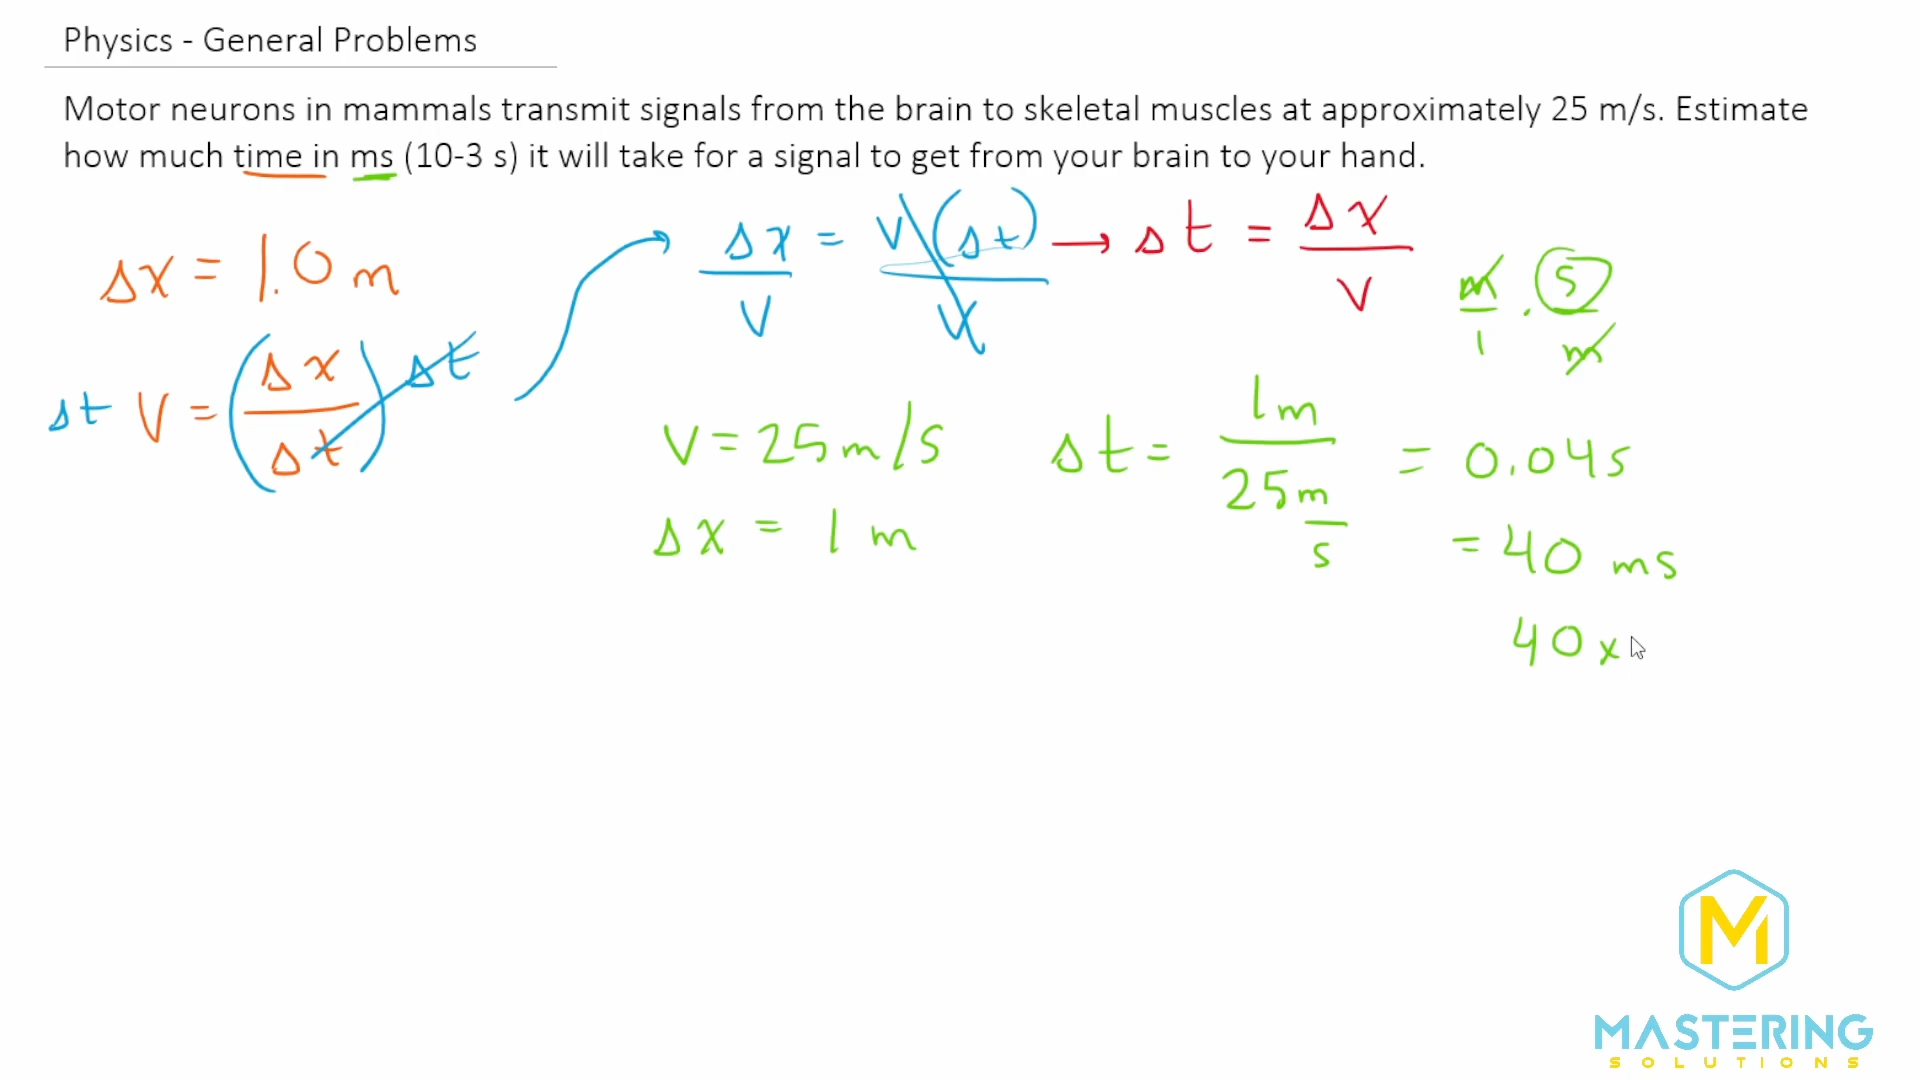 Physics - General Problems
Motor neurons in mammals transmit signals from the brain to skeletal muscles at approximately 25 m/s. Estimate
how much time in ms (10-3 s) it will take for a signal to get from your brain to your hand.
Δx = 1.0 m
Δt V = (Δx/Δt) Δt
Δx/V = V(Δt)/V → Δt = Δx/V
m/1 · s/m
V = 25 m/s
Δx = 1 m
Δt = 1m/25 m/s = 0.04 s
= 40 ms
40 x
M
MASTERING
SOLUTIONS